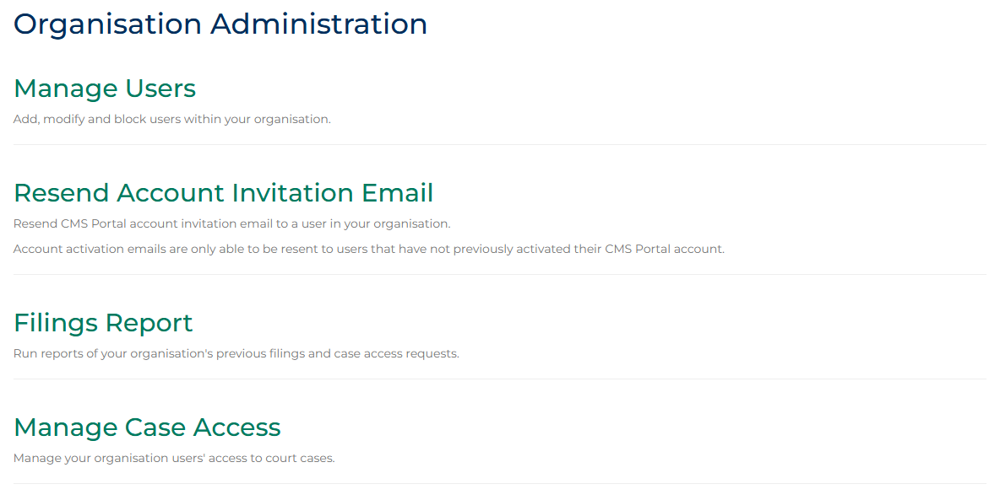 Organisation Administration
Manage Users
Add, modify and block users within your organisation.
Resend Account Invitation Email
Resend CMS Portal account invitation email to a user in your organisation.
Account activation emails are only able to be resent to users that have not previously activated their CMS Portal account.
Filings Report
Run reports of your organisation's previous filings and case access requests.
Manage Case Access
Manage your organisation users' access to court cases.